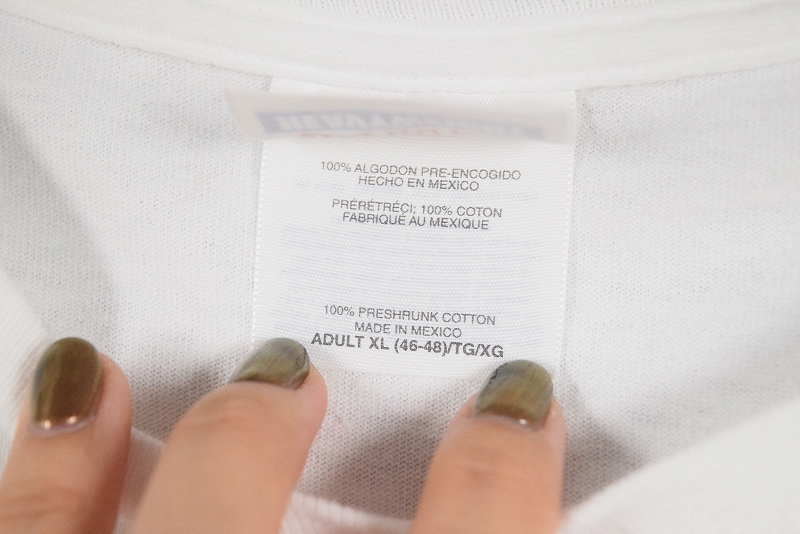 100% ALGODON PRE-ENCOGIDO
HECHO EN MEXICO
PRÉRÉTRÉCI; 100% COTON
FABRIQUÉ AU MEXIQUE
100% PRESHRUNK COTTON
MADE IN MEXICO
ADULT XL (46-48)/TG/XG